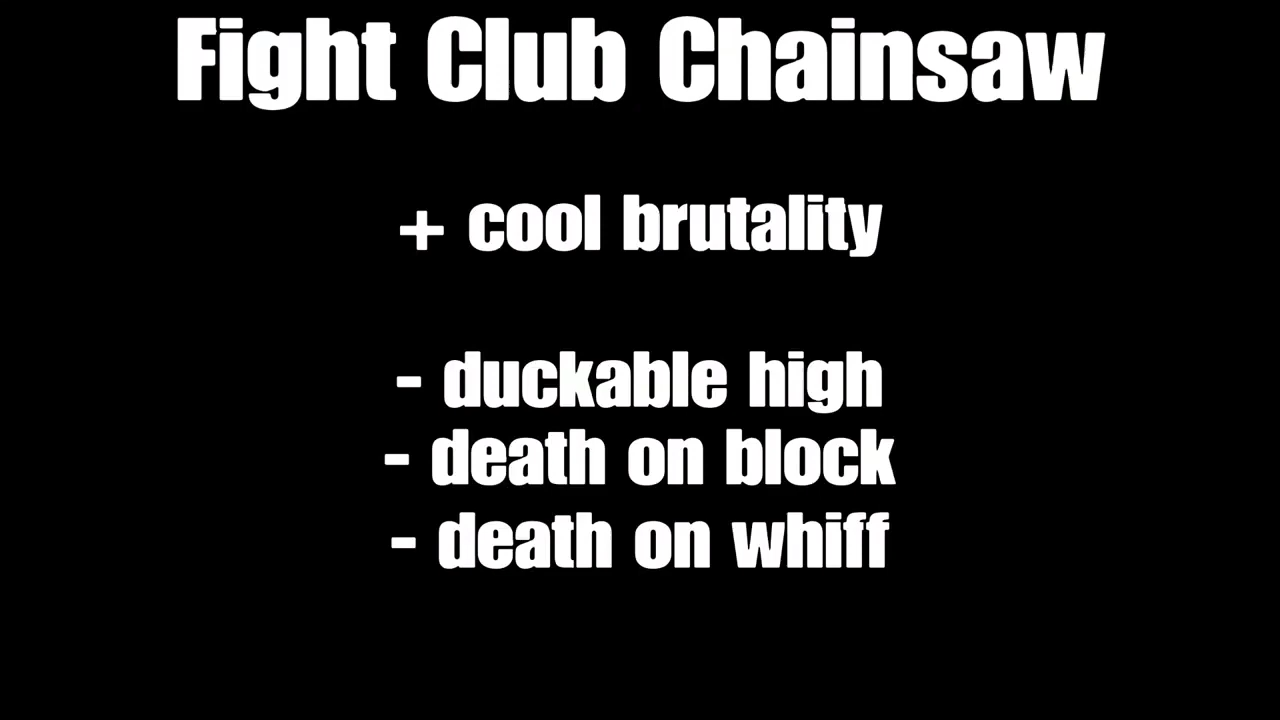 Fight Club Chainsaw
+ cool brutality
- duckable high
- death on block
- death on whiff